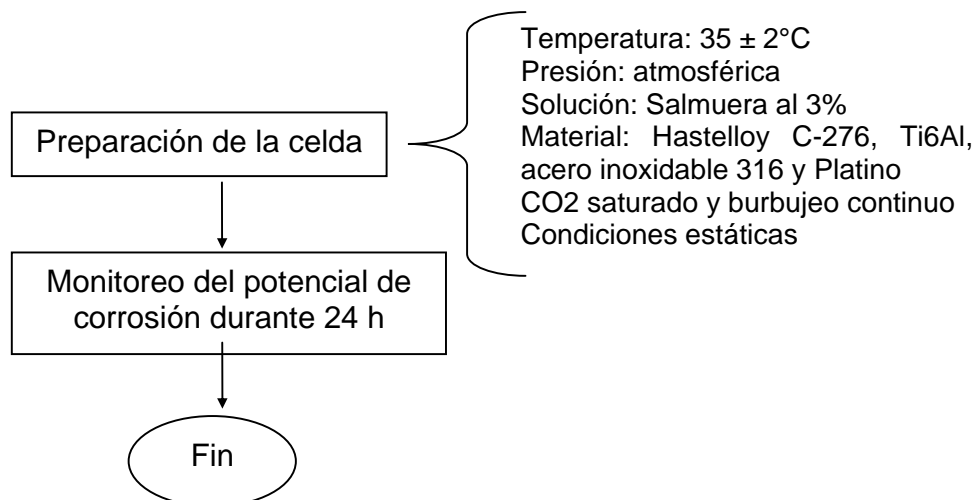 Temperatura: 35 ± 2°C
Presión: atmosférica
Solución: Salmuera al 3%
Material: Hastelloy C-276, Ti6Al,
acero inoxidable 316 y Platino
CO2 saturado y burbujeo continuo
Condiciones estáticas
Preparación de la celda
Monitoreo del potencial de
corrosión durante 24 h
Fin